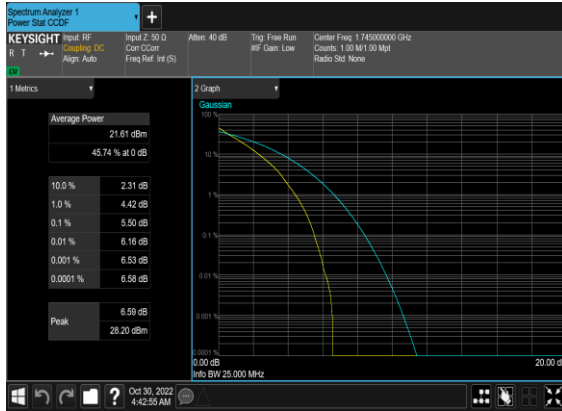 Spectrum Analyzer 1
Power Stat CCDF
+
KEYSIGHT
R T
LXI
Input: RF
Coupling: DC
Align: Auto
Input Z: 50 Ω
Corr CCorr
Freq Ref: Int (S)
Atten: 40 dB
Trig: Free Run
#IF Gain: Low
Center Freq: 1.745000000 GHz
Counts: 1.00 M/1.00 Mpt
Radio Std: None
1 Metrics
Average Power
21.61 dBm
45.74 % at 0 dB
10.0 % 2.31 dB
1.0 % 4.42 dB
0.1 % 5.50 dB
0.01 % 6.16 dB
0.001 % 6.53 dB
0.0001 % 6.58 dB
Peak
6.59 dB
28.20 dBm
2 Graph
Gaussian
100 %
10 %
1 %
0.1 %
0.01 %
0.001 %
0.0001 %
0.00 dB
20.00 d
Info BW 25.000 MHz
?
Oct 30, 2022
4:42:55 AM